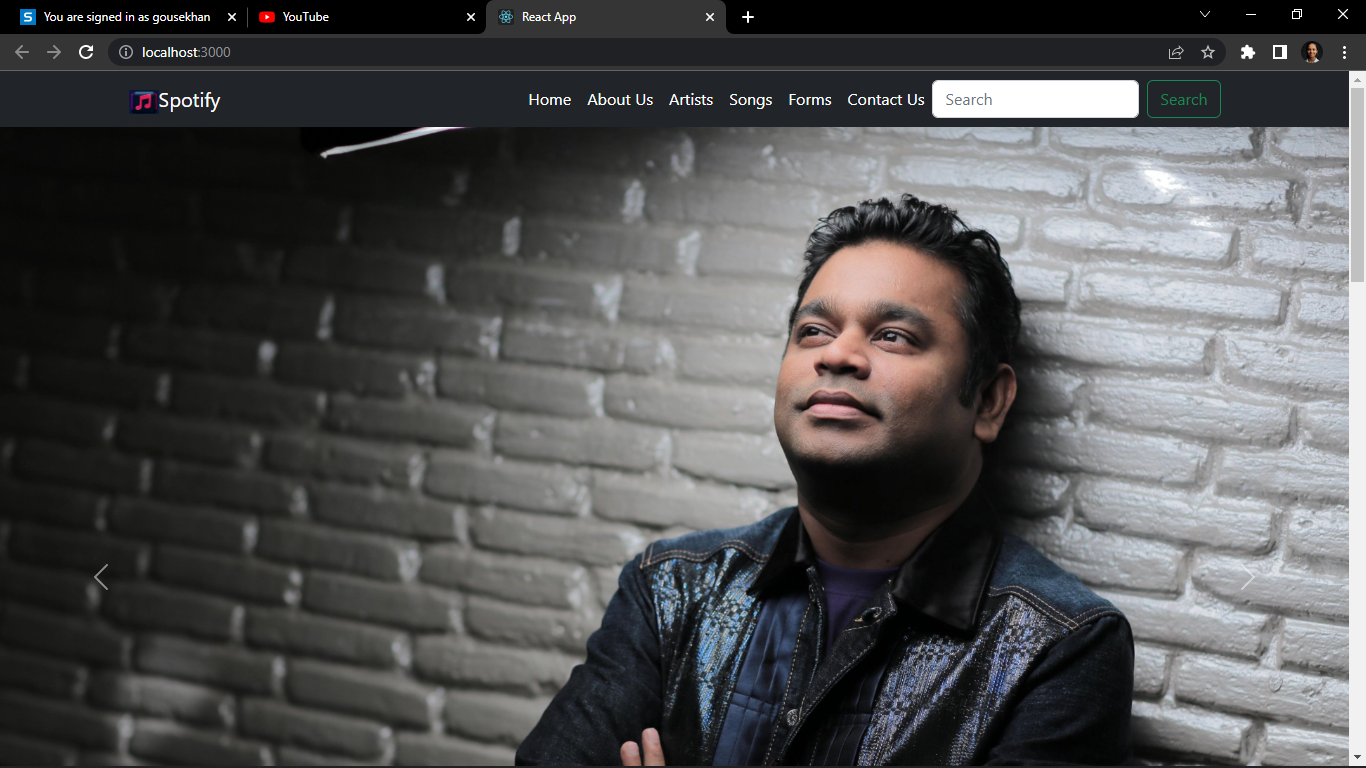 You are signed in as gousekhan
YouTube
React App
localhost:3000
Spotify
Home About Us Artists Songs Forms Contact Us Search Search